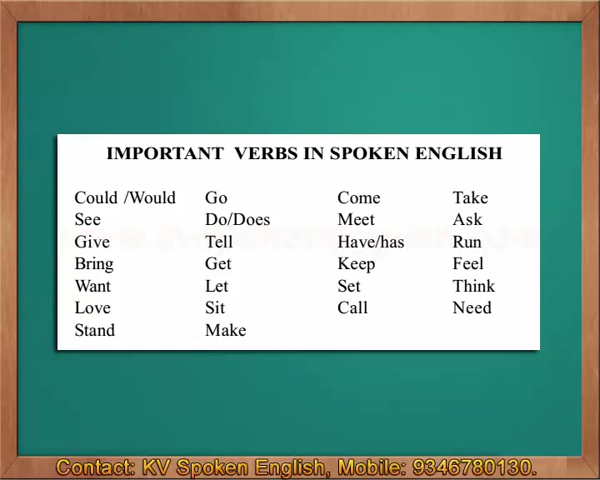 IMPORTANT VERBS IN SPOKEN ENGLISH
Could /Would Go Come Take
See Do/Does Meet Ask
Give Tell Have/has Run
Bring Get Keep Feel
Want Let Set Think
Love Sit Call Need
Stand Make
Contact: KV Spoken English, Mobile: 9346780130.